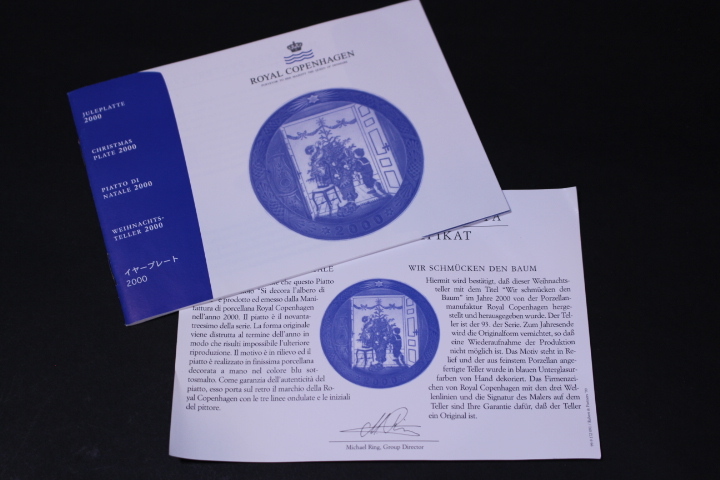 ROYAL COPENHAGEN
JULEPLATTE
2000
CHRISTMAS
PLATE 2000
PIATTO DI
NATALE 2000
WEIHNACHTS-
TELLER 2000
イヤープレート
2000
2000
che questo Piatto
"Si decora l'albero di
è prodotto ed emesso dalla Mani-
fattura di porcellana Royal Copenhagen
nell'anno 2000. Il piatto è il novanta-
treesimo della serie. La forma originale
viene distrutta al termine dell'anno in
modo che risulti impossibile l'ulteriore
riproduzione. Il motivo è in rilievo ed il
piatto è realizzato in finissima porcellana
decorata a mano nel colore blu sot-
tosmalto. Come garanzia dell'autenticità del
piatto, esso porta sul retro il marchio della Ro-
yal Copenhagen con le tre linee ondulate e le iniziali
del pittore.
WIR SCHMÜCKEN DEN BAUM
Hiermit wird bestätigt, daß dieser Weihnachts-
teller mit dem Titel "Wir schmücken den
Baum" im Jahre 2000 von der Porzellan-
manufaktur Royal Copenhagen herge-
stellt und herausgegeben wurde. Der Tel-
ler ist der 93. der Serie. Zum Jahresende
wird die Originalform vernichtet, so daß
eine Wiederaufnahme der Produktion
nicht möglich ist. Das Motiv steht in Re-
lief und der aus feinstem Porzellan ange-
fertigte Teller wurde in blauen Unterglasur-
farben von Hand dekoriert. Das Firmenzei-
chen von Royal Copenhagen mit den drei Wel-
lenlinien und die Signatur des Malers auf dem
Teller sind Ihre Garantie dafür, daß der Teller
ein Original ist.
2000
Michael Ring, Group Director